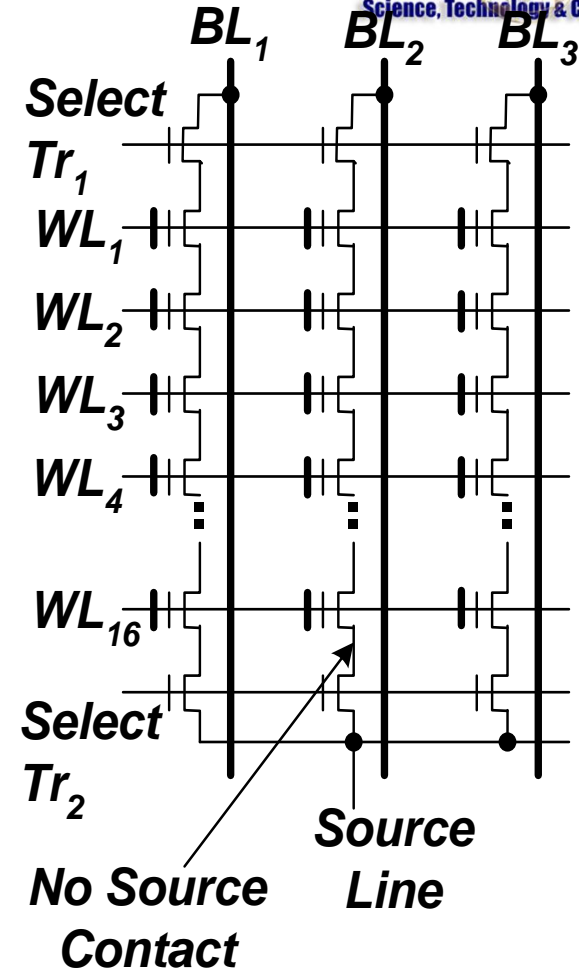 Science, Technology & C
BL1 BL2 BL3
Select
Tr1
WL1
WL2
WL3
WL4
WL16
Select
Tr2
Source
Line
No Source
Contact